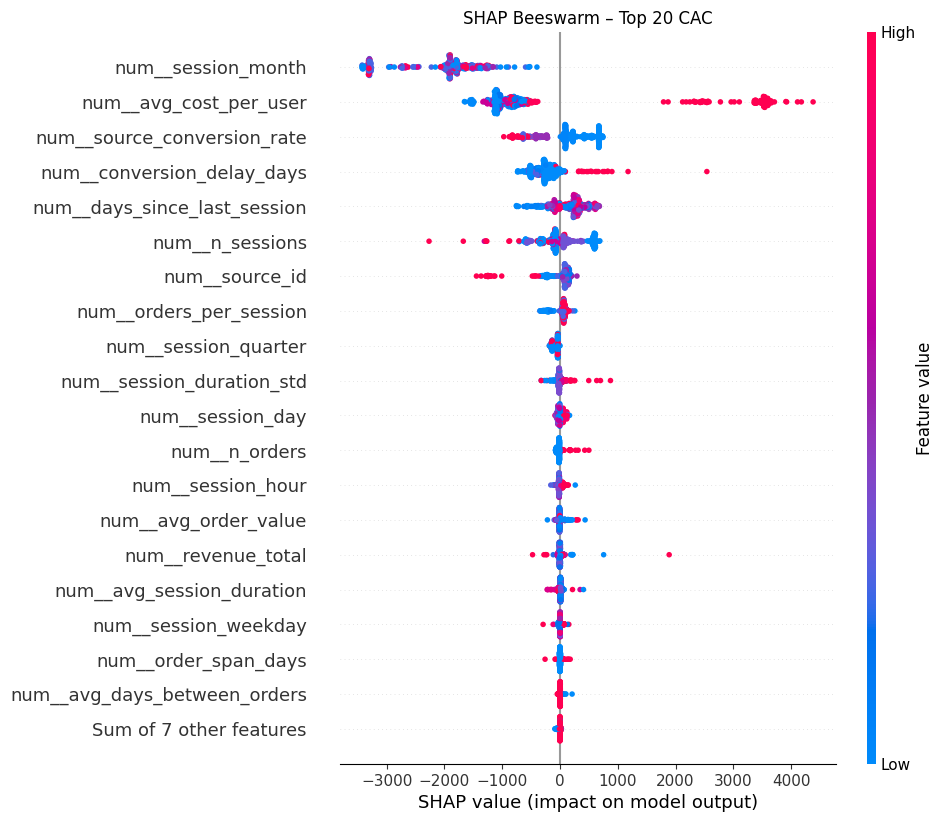 SHAP Beeswarm – Top 20 CAC
High
num__session_month
num__avg_cost_per_user
num__source_conversion_rate
num__conversion_delay_days
num__days_since_last_session
num__n_sessions
num__source_id
num__orders_per_session
num__session_quarter
num__session_duration_std
num__session_day
num__n_orders
num__session_hour
num__avg_order_value
num__revenue_total
num__avg_session_duration
num__session_weekday
num__order_span_days
num__avg_days_between_orders
Sum of 7 other features
Feature value
Low
−3000 −2000 −1000 0 1000 2000 3000 4000
SHAP value (impact on model output)